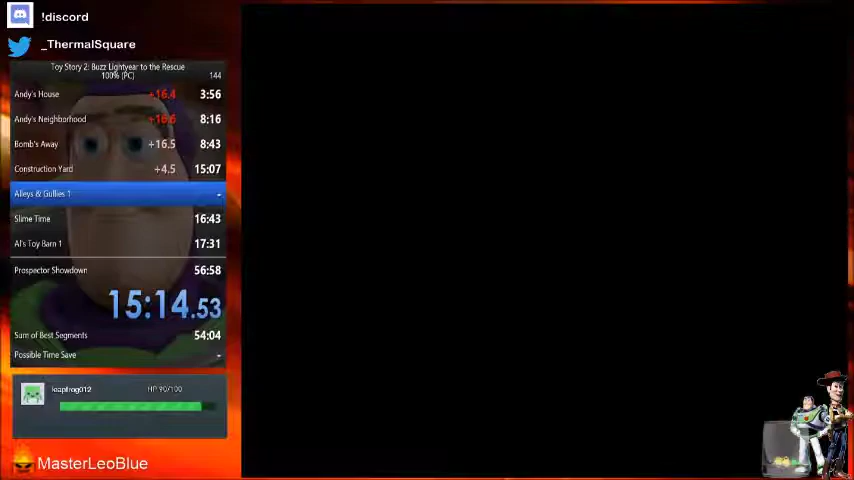 !discord
_ThermalSquare
Toy Story 2: Buzz Lightyear to the Rescue
100% (PC) 144
Andy's House +16.4 3:56
Andy's Neighborhood +16.6 8:16
Bomb's Away +16.5 8:43
Construction Yard +4.5 15:07
Alleys & Gullies 1 -
Slime Time 16:43
Al's Toy Barn 1 17:31
Prospector Showdown 56:58
15:14.53
Sum of Best Segments 54:04
Possible Time Save -
leapfrog012 HP 90/100
MasterLeoBlue